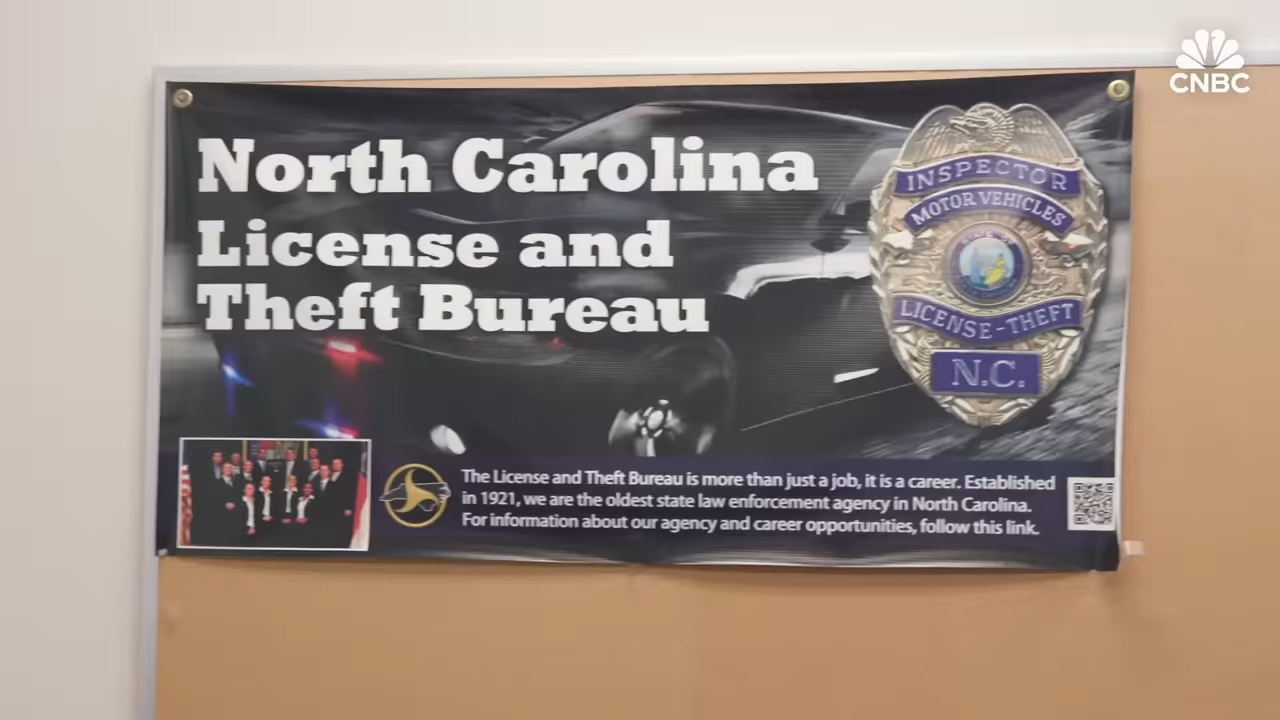 CNBC
North Carolina
License and
Theft Bureau
INSPECTOR
MOTOR VEHICLES
LICENSE-THEFT
N.C.
The License and Theft Bureau is more than just a job, it is a career. Established
in 1921, we are the oldest state law enforcement agency in North Carolina.
For information about our agency and career opportunities, follow this link.